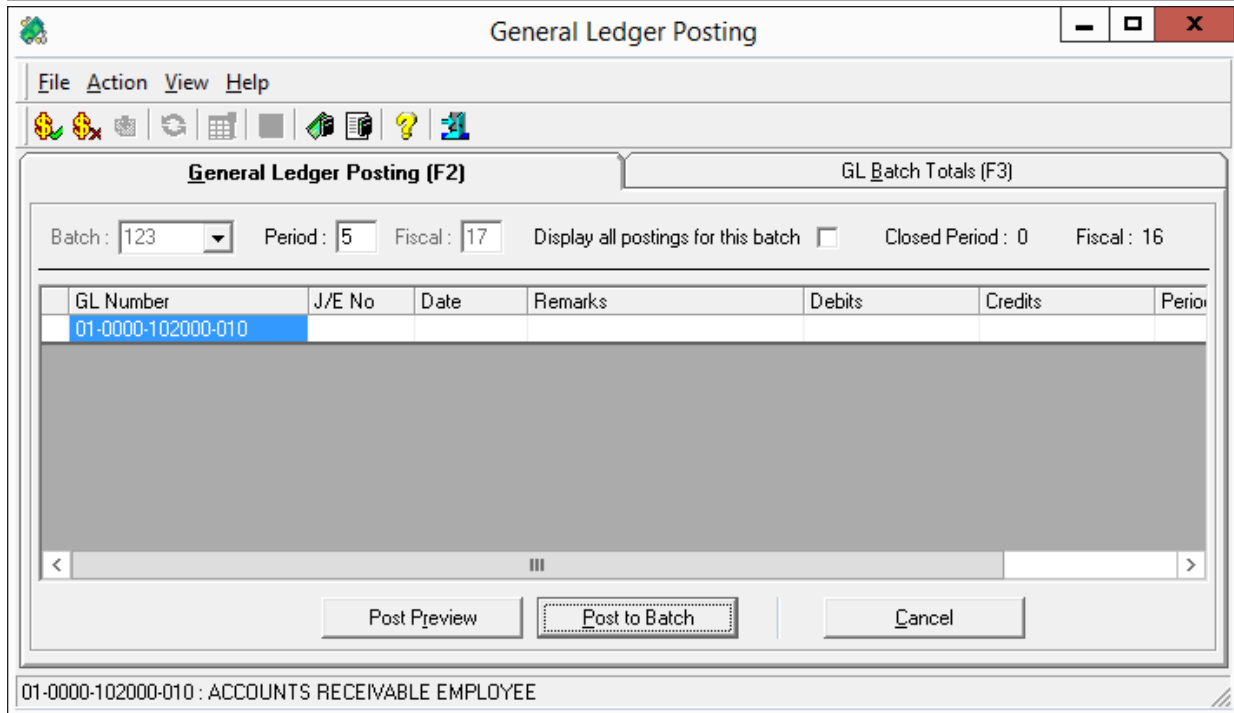 General Ledger Posting
File Action View Help
General Ledger Posting (F2) GL Batch Totals (F3)
Batch : 123 Period : 5 Fiscal : 17 Display all postings for this batch Closed Period : 0 Fiscal : 16
GL Number J/E No Date Remarks Debits Credits Perio
01-0000-102000-010
Post Preview Post to Batch Cancel
01-0000-102000-010 : ACCOUNTS RECEIVABLE EMPLOYEE